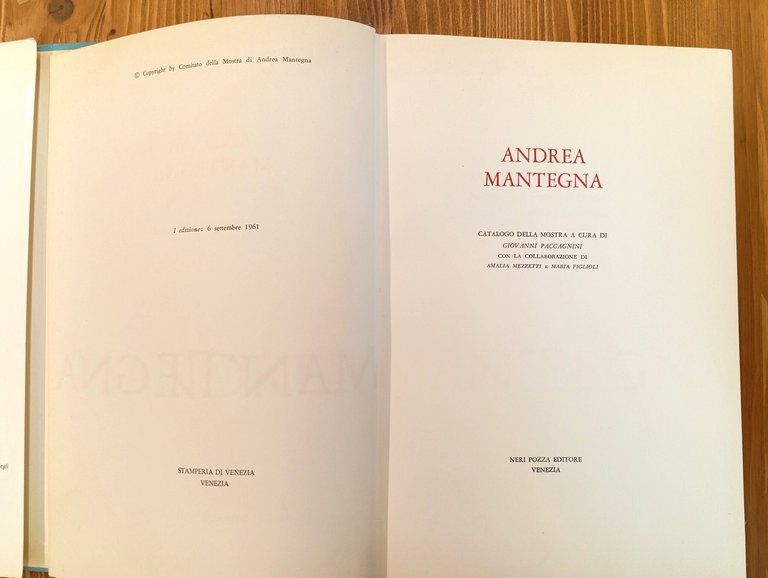 © Copyright by Comitato della Mostra di Andrea Mantegna
I edizione: 6 settembre 1961
STAMPERIA DI VENEZIA
VENEZIA
ANDREA
MANTEGNA
CATALOGO DELLA MOSTRA A CURA DI
GIOVANNI PACCAGNINI
CON LA COLLABORAZIONE DI
AMALIA MEZZETTI E MARIA FIGLIOLI
NERI POZZA EDITORE
VENEZIA